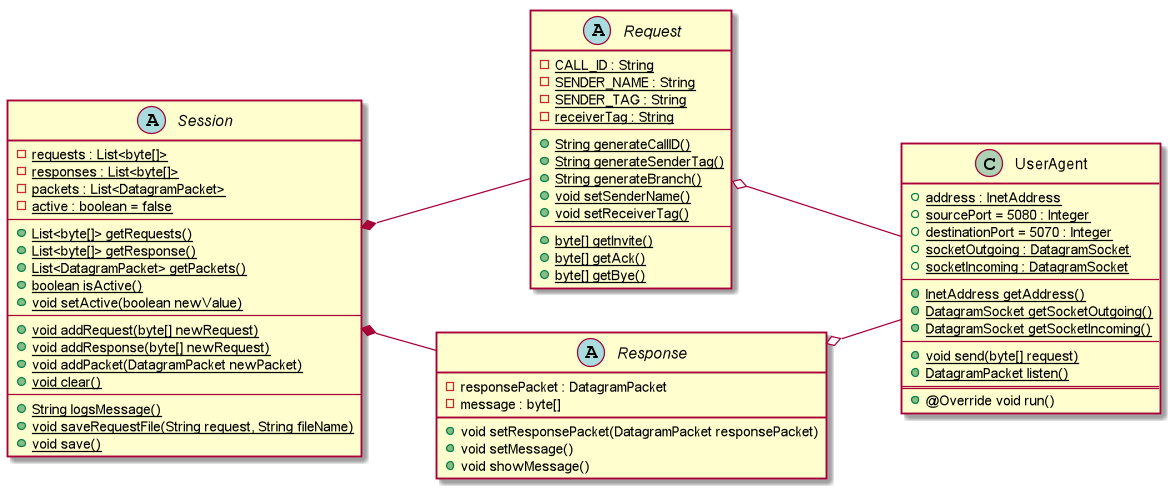 A Session
requests : List<byte[]>
responses : List<byte[]>
packets : List<DatagramPacket>
active : boolean = false
List<byte[]> getRequests()
List<byte[]> getResponse()
List<DatagramPacket> getPackets()
boolean isActive()
void setActive(boolean newValue)
void addRequest(byte[] newRequest)
void addResponse(byte[] newRequest)
void addPacket(DatagramPacket newPacket)
void clear()
String logsMessage()
void saveRequestFile(String request, String fileName)
void save()
A Request
CALL_ID : String
SENDER_NAME : String
SENDER_TAG : String
receiverTag : String
String generateCallID()
String generateSenderTag()
String generateBranch()
void setSenderName()
void setReceiverTag()
byte[] getInvite()
byte[] getAck()
byte[] getBye()
A Response
responsePacket : DatagramPacket
message : byte[]
void setResponsePacket(DatagramPacket responsePacket)
void setMessage()
void showMessage()
C UserAgent
address : InetAddress
sourcePort = 5080 : Integer
destinationPort = 5070 : Integer
socketOutgoing : DatagramSocket
socketIncoming : DatagramSocket
InetAddress getAddress()
DatagramSocket getSocketOutgoing()
DatagramSocket getSocketIncoming()
void send(byte[] request)
DatagramPacket listen()
@Override void run()